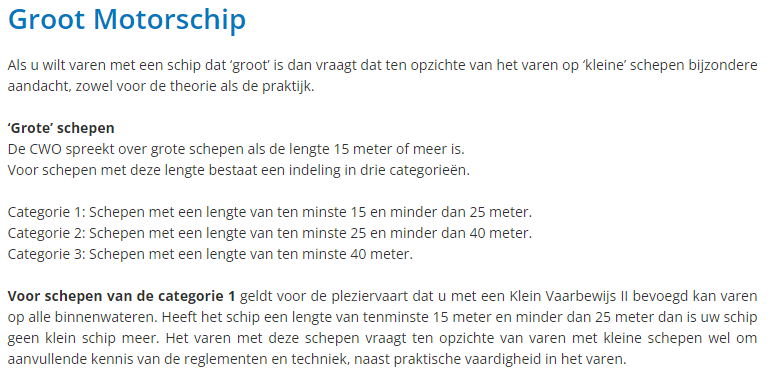 Groot Motorschip
Als u wilt varen met een schip dat ‘groot’ is dan vraagt dat ten opzichte van het varen op ‘kleine’ schepen bijzondere
aandacht, zowel voor de theorie als de praktijk.
‘Grote’ schepen
De CWO spreekt over grote schepen als de lengte 15 meter of meer is.
Voor schepen met deze lengte bestaat een indeling in drie categorieën.
Categorie 1: Schepen met een lengte van ten minste 15 en minder dan 25 meter.
Categorie 2: Schepen met een lengte van ten minste 25 en minder dan 40 meter.
Categorie 3: Schepen met een lengte van ten minste 40 meter.
Voor schepen van de categorie 1 geldt voor de pleziervaart dat u met een Klein Vaarbewijs II bevoegd kan varen
op alle binnenwateren. Heeft het schip een lengte van tenminste 15 meter en minder dan 25 meter dan is uw schip
geen klein schip meer. Het varen met deze schepen vraagt ten opzichte van varen met kleine schepen wel om
aanvullende kennis van de reglementen en techniek, naast praktische vaardigheid in het varen.